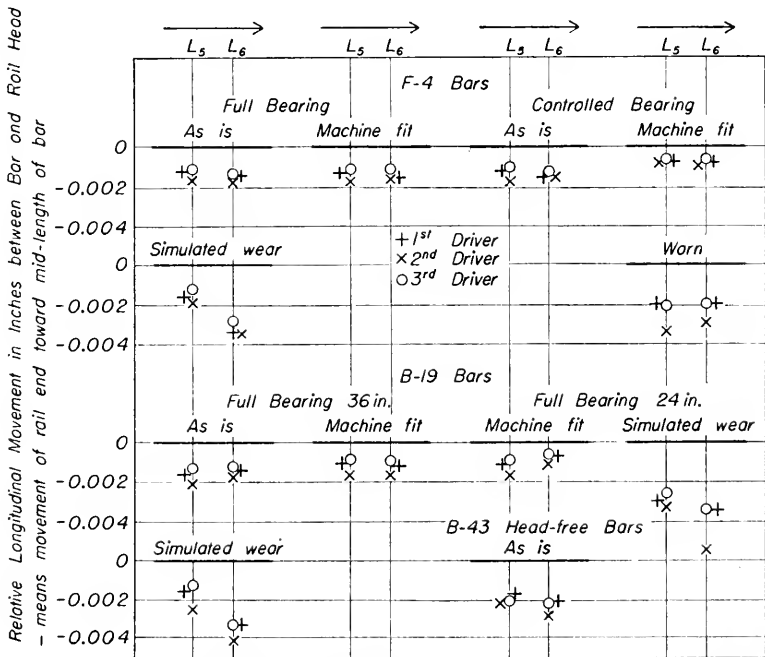 L5 L6 L5 L6 L5 L6 L5 L6
F-4 Bars
Full Bearing Controlled Bearing
As is Machine fit As is Machine fit
0
-0.002
-0.004
Simulated wear Worn
0
+ 1st Driver
× 2nd Driver
○ 3rd Driver
-0.002
-0.004
B-19 Bars
Full Bearing 36 in. Full Bearing 24 in.
As is Machine fit Machine fit Simulated wear
0
-0.002
-0.004
B-43 Head-free Bars
Simulated wear As is
0
-0.002
-0.004
Relative Longitudinal Movement in Inches between Bar and Rail Head
- means movement of rail end toward mid-length of bar